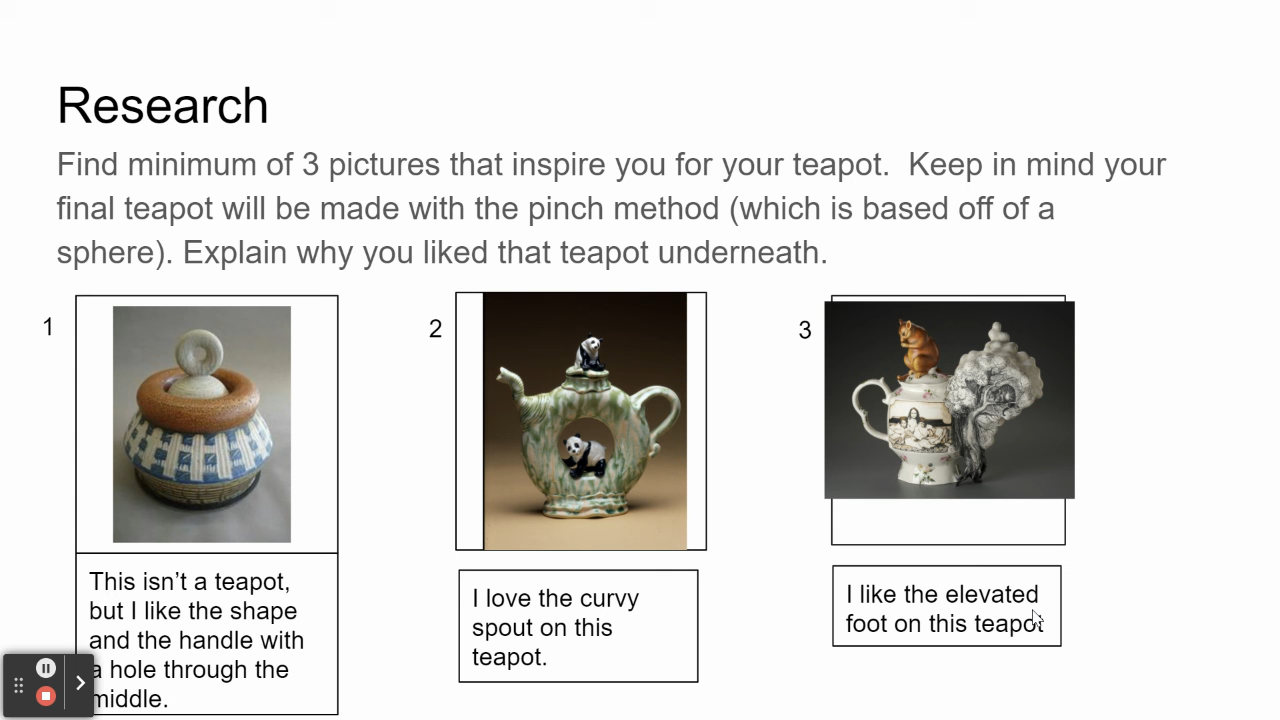 Research
Find minimum of 3 pictures that inspire you for your teapot.  Keep in mind your
final teapot will be made with the pinch method (which is based off of a
sphere). Explain why you liked that teapot underneath.
1
2
3
This isn’t a teapot,
but I like the shape
and the handle with
a hole through the
middle.
I love the curvy
spout on this
teapot.
I like the elevated
foot on this teapot